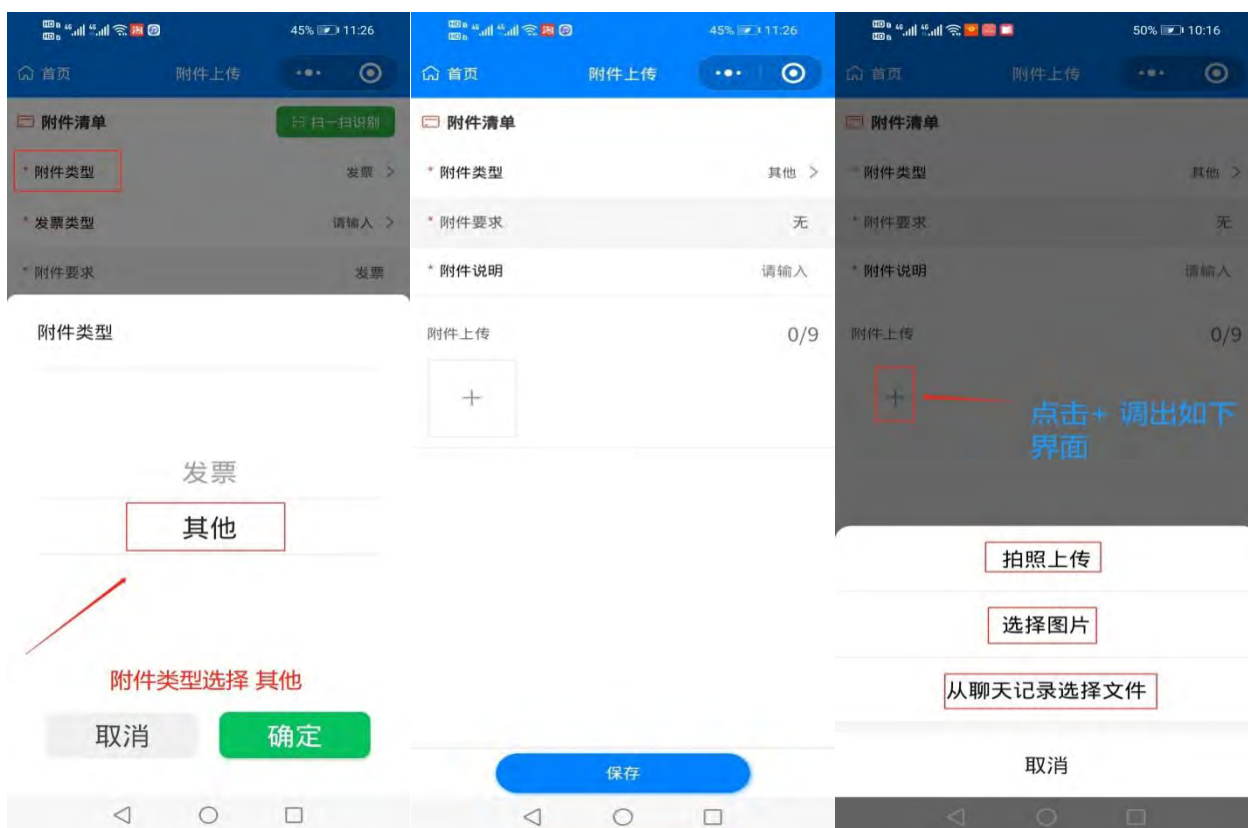 45% 11:26
首页 附件上传
附件清单 扫一扫识别
* 附件类型 发票 >
* 发票类型 请输入 >
* 附件要求 发票
附件类型
发票
其他
附件类型选择 其他
取消 确定
45% 11:26
首页 附件上传
附件清单
* 附件类型 其他 >
* 附件要求 无
* 附件说明 请输入
附件上传 0/9
+
保存
50% 10:16
首页 附件上传
附件清单
* 附件类型 其他 >
* 附件要求 无
* 附件说明 请输入
附件上传 0/9
+
点击+ 调出如下
界面
拍照上传
选择图片
从聊天记录选择文件
取消